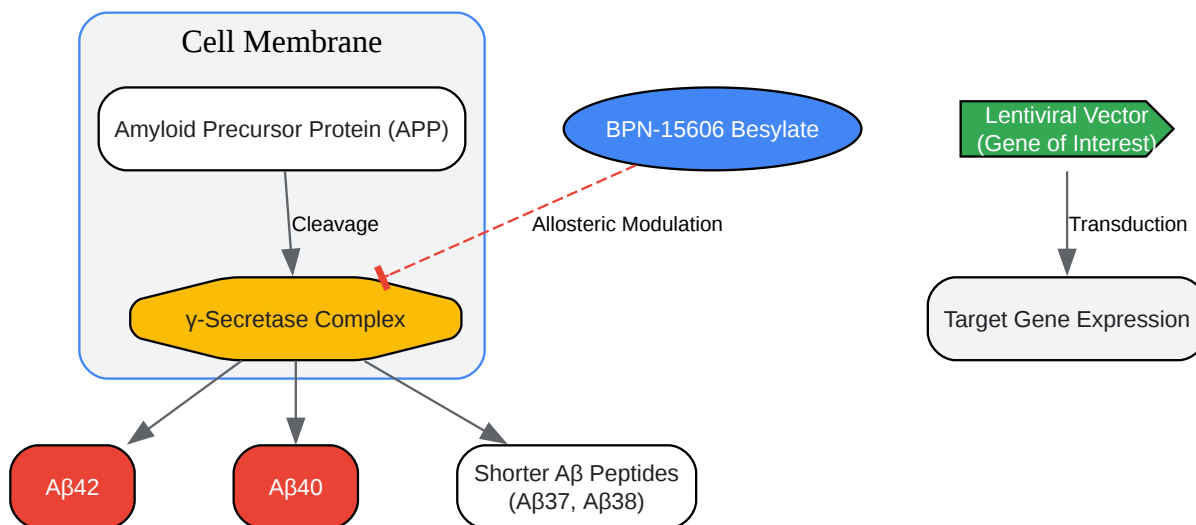 Cell Membrane
Amyloid Precursor Protein (APP)
BPN-15606 Besylate
Lentiviral Vector
(Gene of Interest)
Cleavage
Allosteric Modulation
Transduction
γ-Secretase Complex
Target Gene Expression
Aβ42
Aβ40
Shorter Aβ Peptides
(Aβ37, Aβ38)